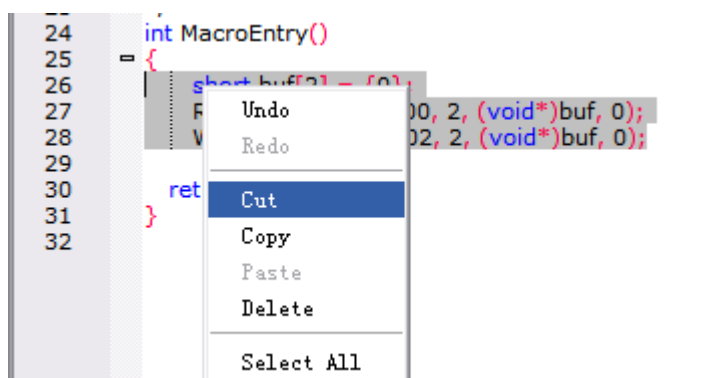 24 int MacroEntry()
25 {
26 short buf[2] = {0};
27 00, 2, (void*)buf, 0);
28 02, 2, (void*)buf, 0);
29
30 ret
31 }
32
Undo
Redo
Cut
Copy
Paste
Delete
Select All